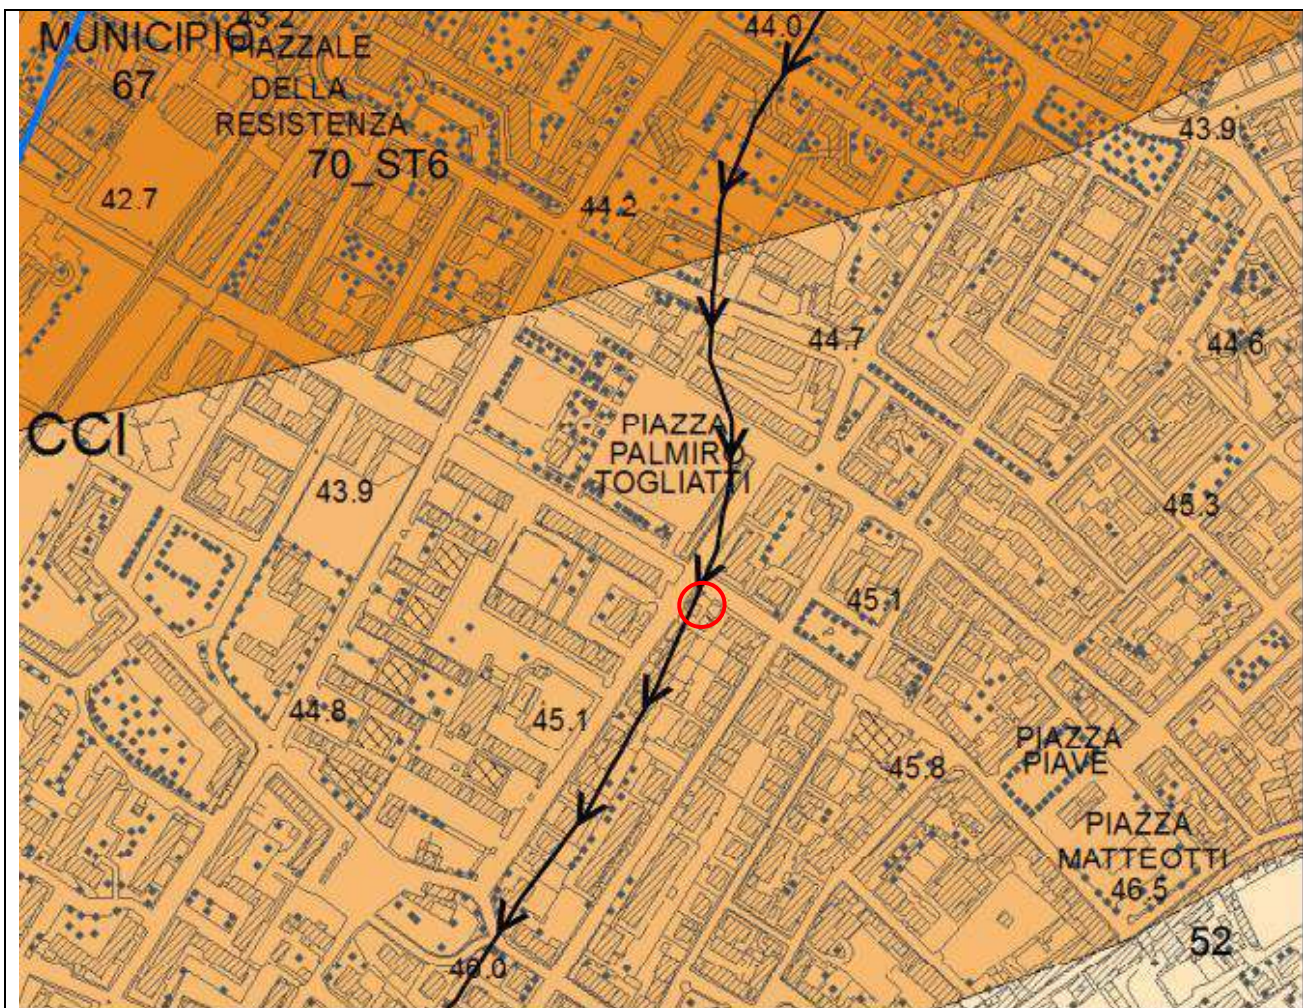 43.2
MUNICIPIO
PIAZZALE
DELLA
RESISTENZA
67
70_ST6
44.0
43.9
42.7
44.2
44.7
44.6
CCI
PIAZZA
PALMIRO
TOGLIATTI
43.9
45.3
45.1
44.8
45.1
45.8
PIAZZA
PIAVE
PIAZZA
MATTEOTTI
46.5
52